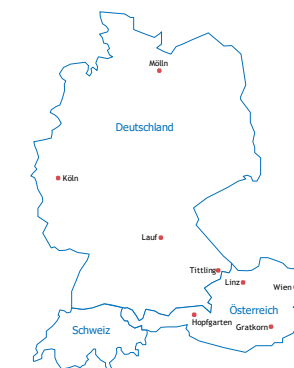 Mölln
Deutschland
Köln
Lauf
Tittling
Linz
Wien
Österreich
Hopfgarten
Gratkorn
Schweiz